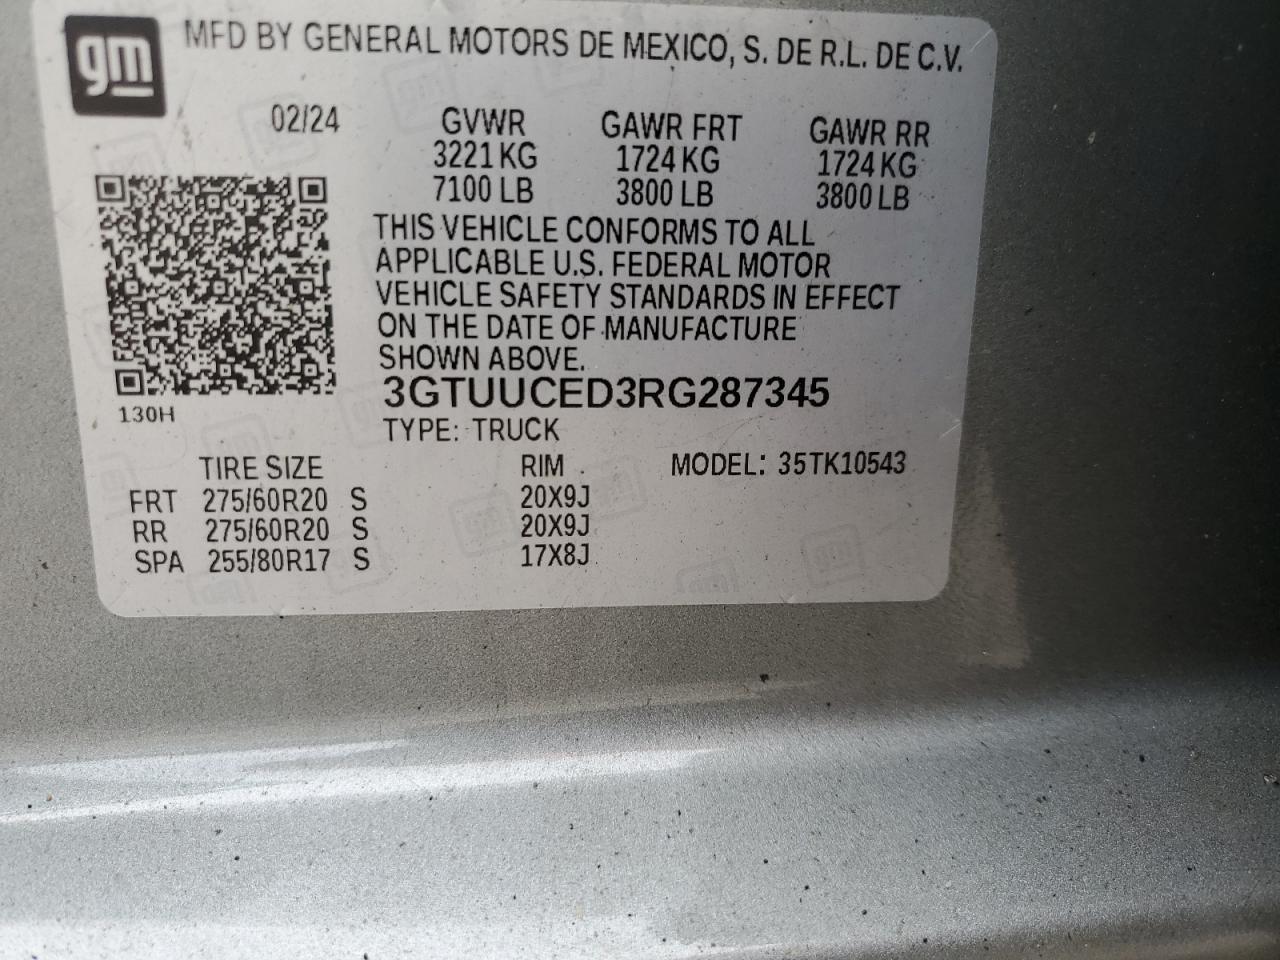 gm
MFD BY GENERAL MOTORS DE MEXICO, S. DE R.L. DE C.V.
02/24 GVWR GAWR FRT GAWR RR
3221 KG 1724 KG 1724 KG
7100 LB 3800 LB 3800 LB
THIS VEHICLE CONFORMS TO ALL
APPLICABLE U.S. FEDERAL MOTOR
VEHICLE SAFETY STANDARDS IN EFFECT
ON THE DATE OF MANUFACTURE
SHOWN ABOVE.
3GTUUCED3RG287345
130H
TYPE: TRUCK
TIRE SIZE RIM MODEL: 35TK10543
FRT 275/60R20 S 20X9J
RR 275/60R20 S 20X9J
SPA 255/80R17 S 17X8J